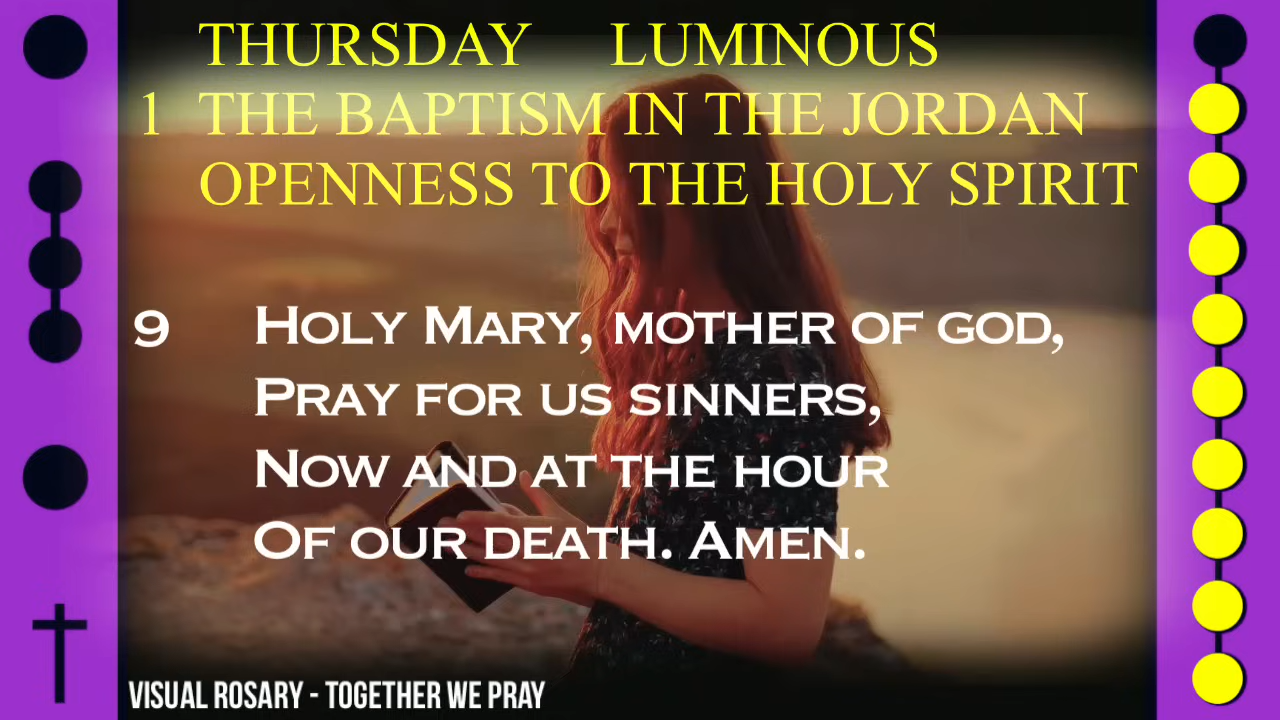 THURSDAY LUMINOUS
1 THE BAPTISM IN THE JORDAN
OPENNESS TO THE HOLY SPIRIT
9 Holy Mary, mother of god,
Pray for us sinners,
Now and at the hour
Of our death. Amen.
VISUAL ROSARY - TOGETHER WE PRAY